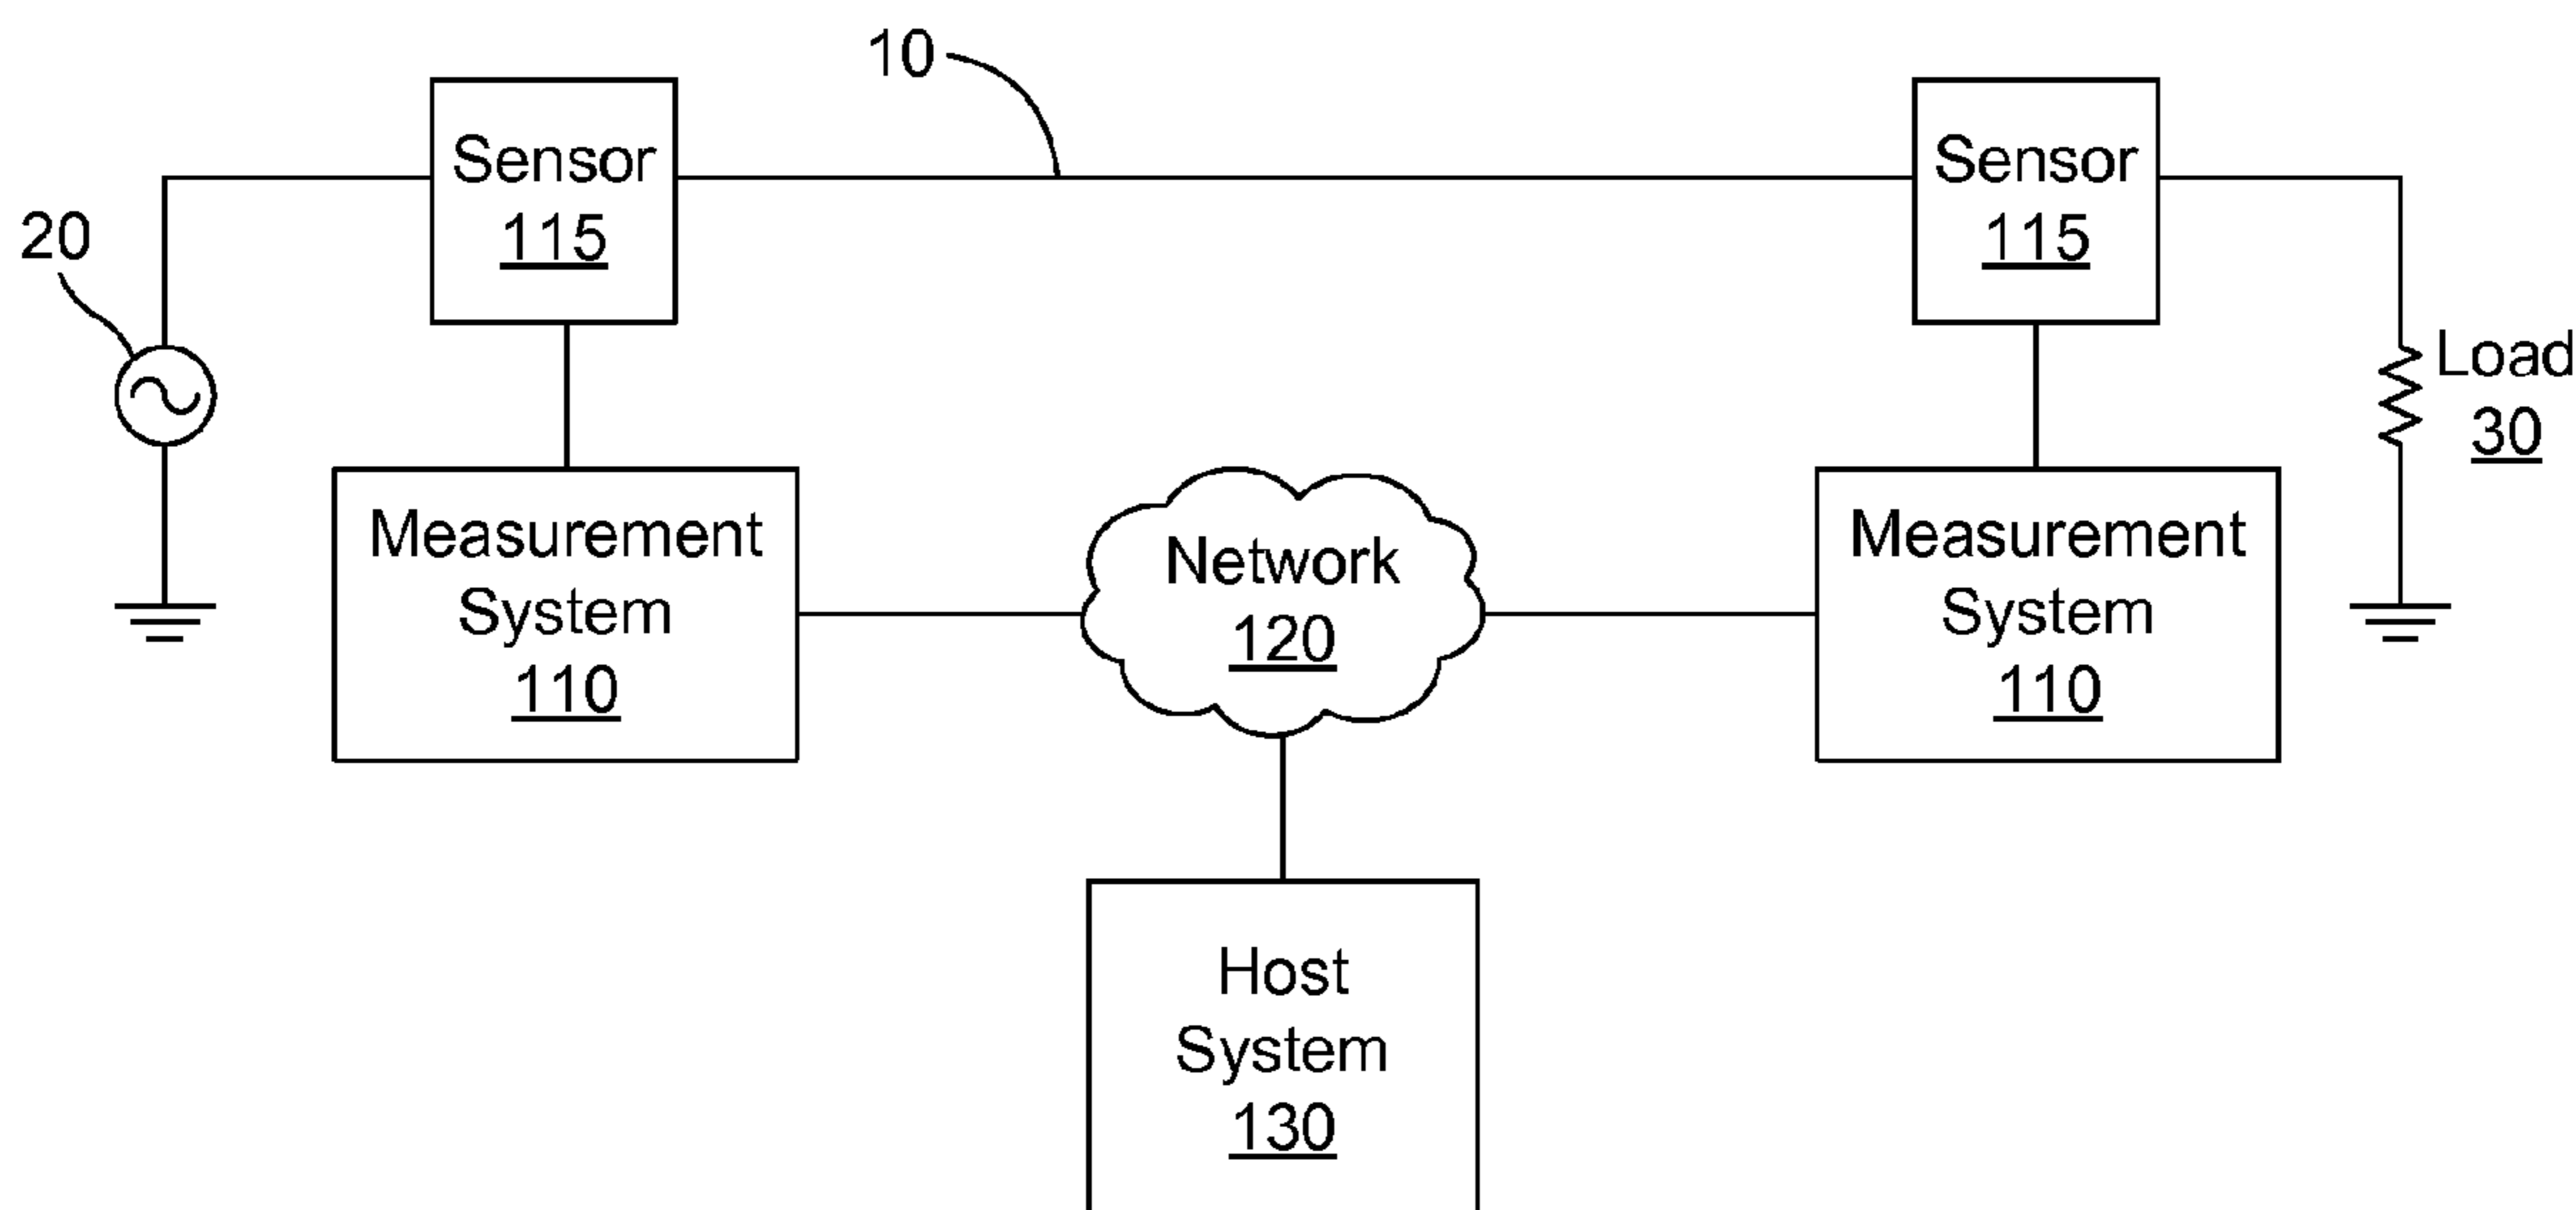 10
Sensor
115
Sensor
115
20
Load
30
Measurement
System
110
Network
120
Measurement
System
110
Host
System
130